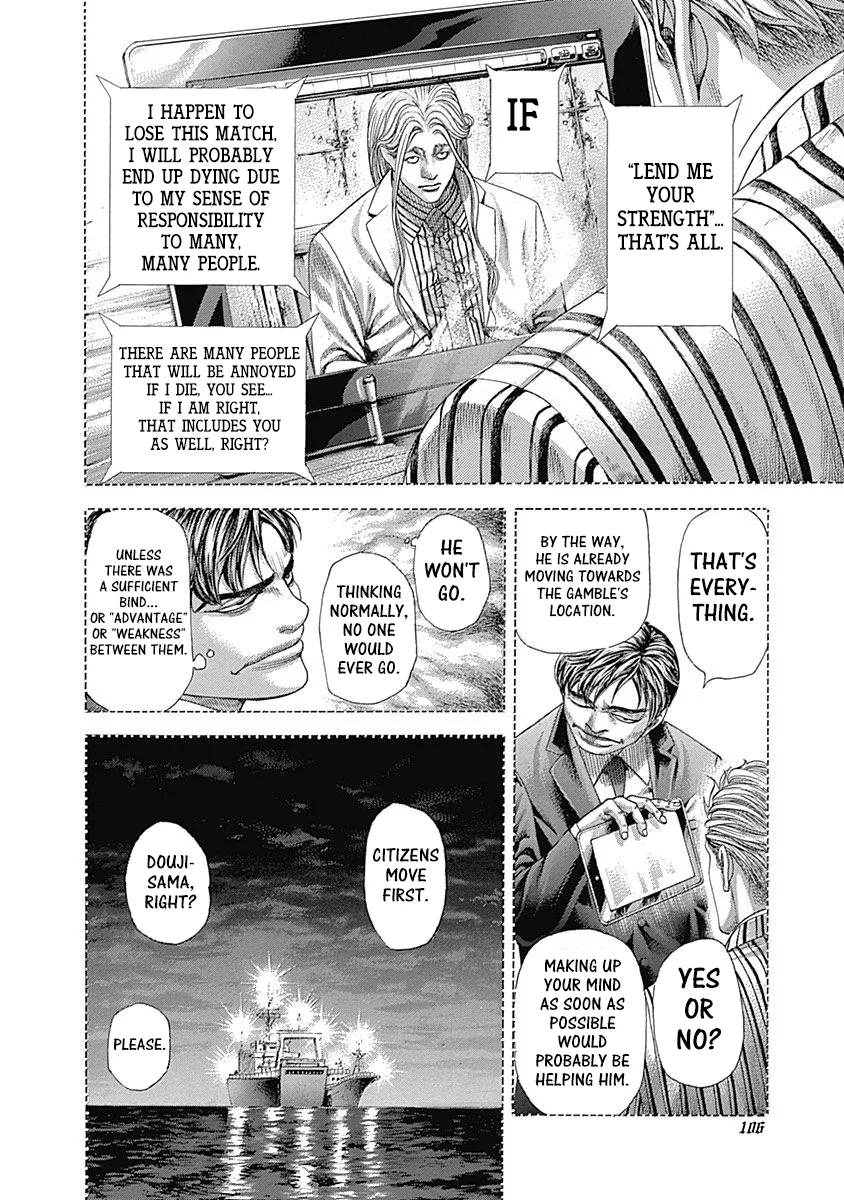 "LEND ME
YOUR
STRENGTH"...
THAT'S ALL.
IF
I HAPPEN TO
LOSE THIS MATCH,
I WILL PROBABLY
END UP DYING DUE
TO MY SENSE OF
RESPONSIBILITY
TO MANY,
MANY PEOPLE.
THERE ARE MANY PEOPLE
THAT WILL BE ANNOYED
IF I DIE, YOU SEE...
IF I AM RIGHT,
THAT INCLUDES YOU
AS WELL, RIGHT?
THAT'S
EVERY-
THING.
BY THE WAY,
HE IS ALREADY
MOVING TOWARDS
THE GAMBLE'S
LOCATION.
YES
OR
NO?
MAKING UP
YOUR MIND
AS SOON AS
POSSIBLE
WOULD
PROBABLY BE
HELPING HIM.
HE
WON'T
GO.
THINKING
NORMALLY,
NO ONE
WOULD
EVER GO.
UNLESS
THERE WAS
A SUFFICIENT
BIND...
OR "ADVANTAGE"
OR "WEAKNESS"
BETWEEN THEM.
CITIZENS
MOVE
FIRST.
DOUJI-
SAMA,
RIGHT?
PLEASE.
106